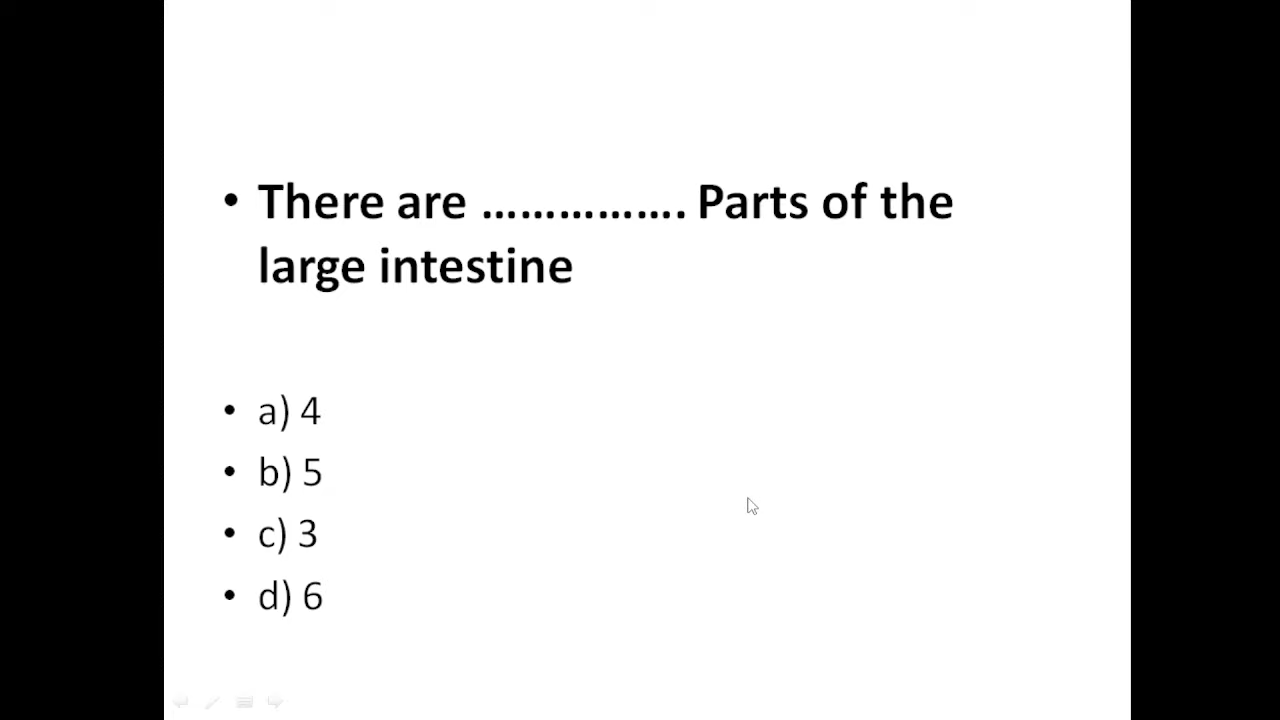 • There are ……………. Parts of the
large intestine
• a) 4
• b) 5
• c) 3
• d) 6